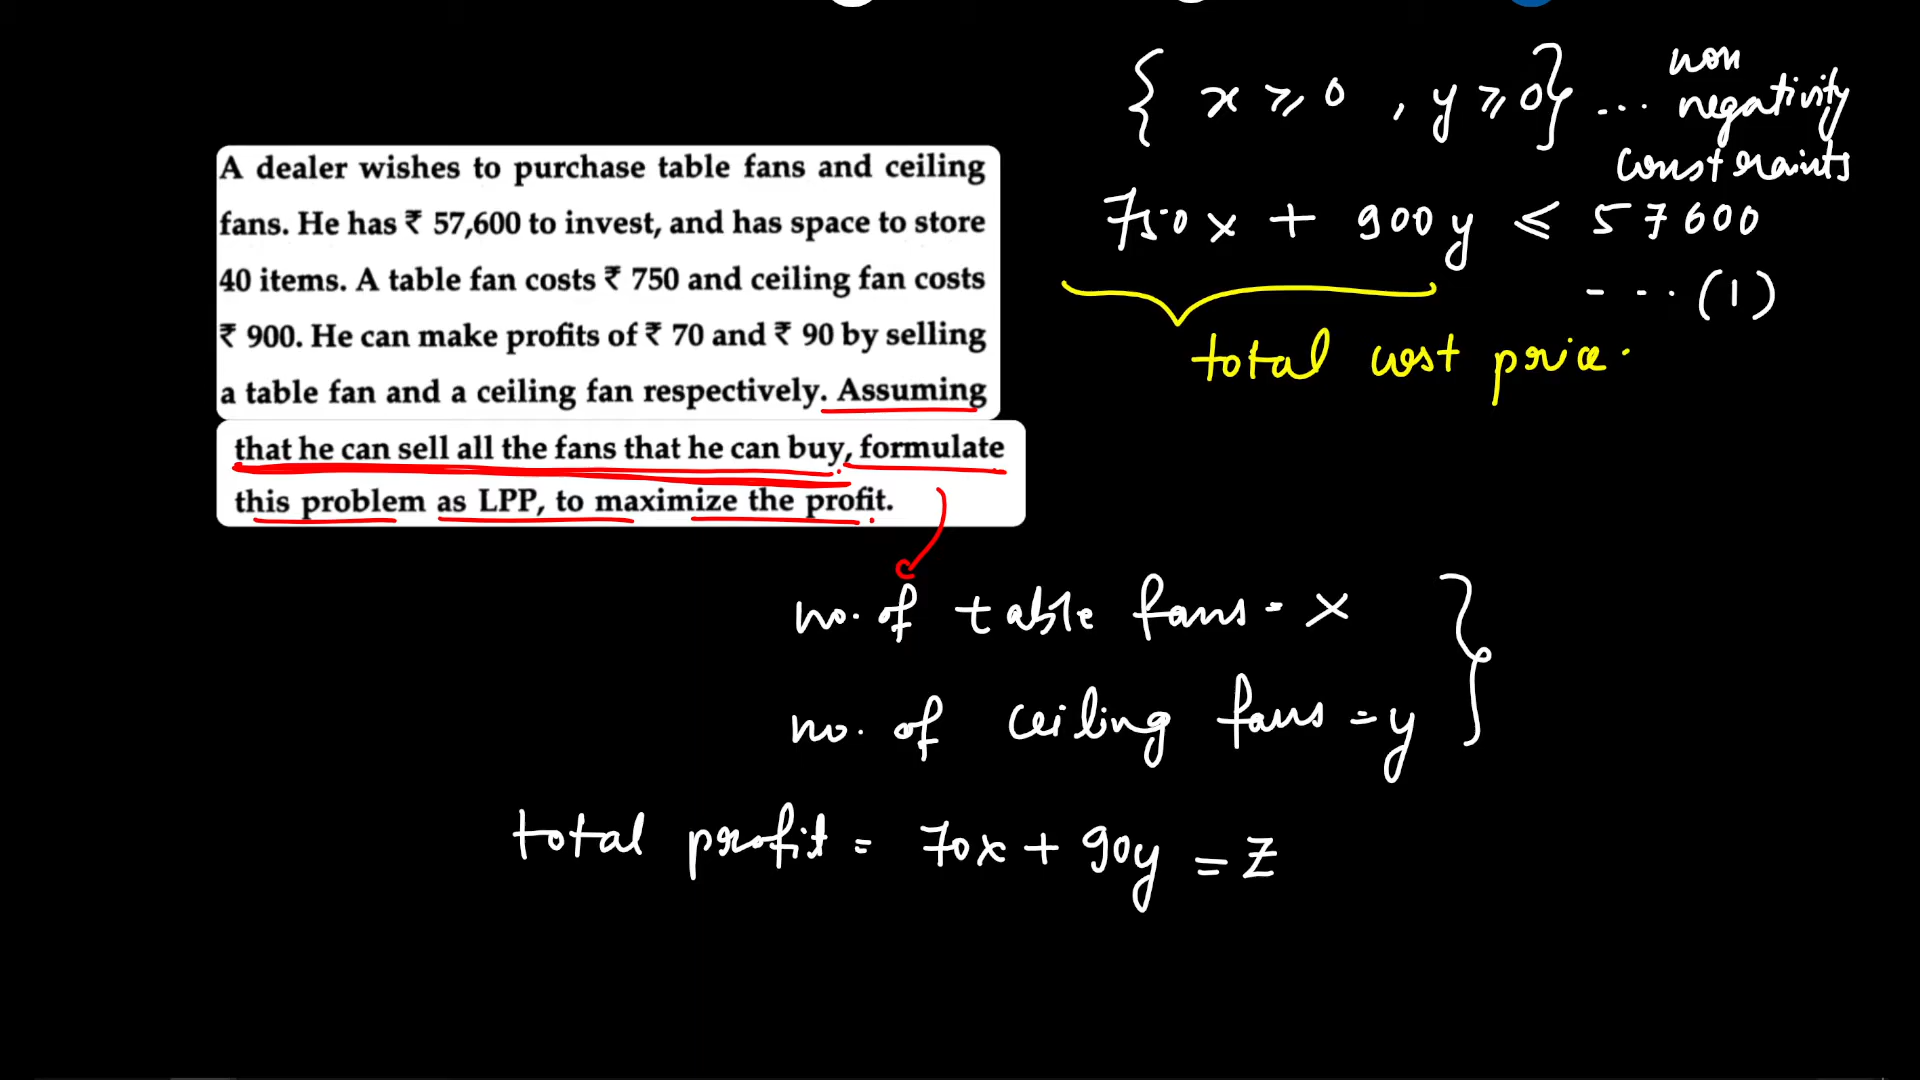 A dealer wishes to purchase table fans and ceiling
fans. He has ₹ 57,600 to invest, and has space to store
40 items. A table fan costs ₹ 750 and ceiling fan costs
₹ 900. He can make profits of ₹ 70 and ₹ 90 by selling
a table fan and a ceiling fan respectively. Assuming
that he can sell all the fans that he can buy, formulate
this problem as LPP, to maximize the profit.
{ x ≥ 0 , y ≥ 0 } ... non
negativity
constraints
750x + 900y ≤ 57600
- - - (1)
total cost price.
no. of table fans = x
no. of ceiling fans = y
total profit = 70x + 90y = z